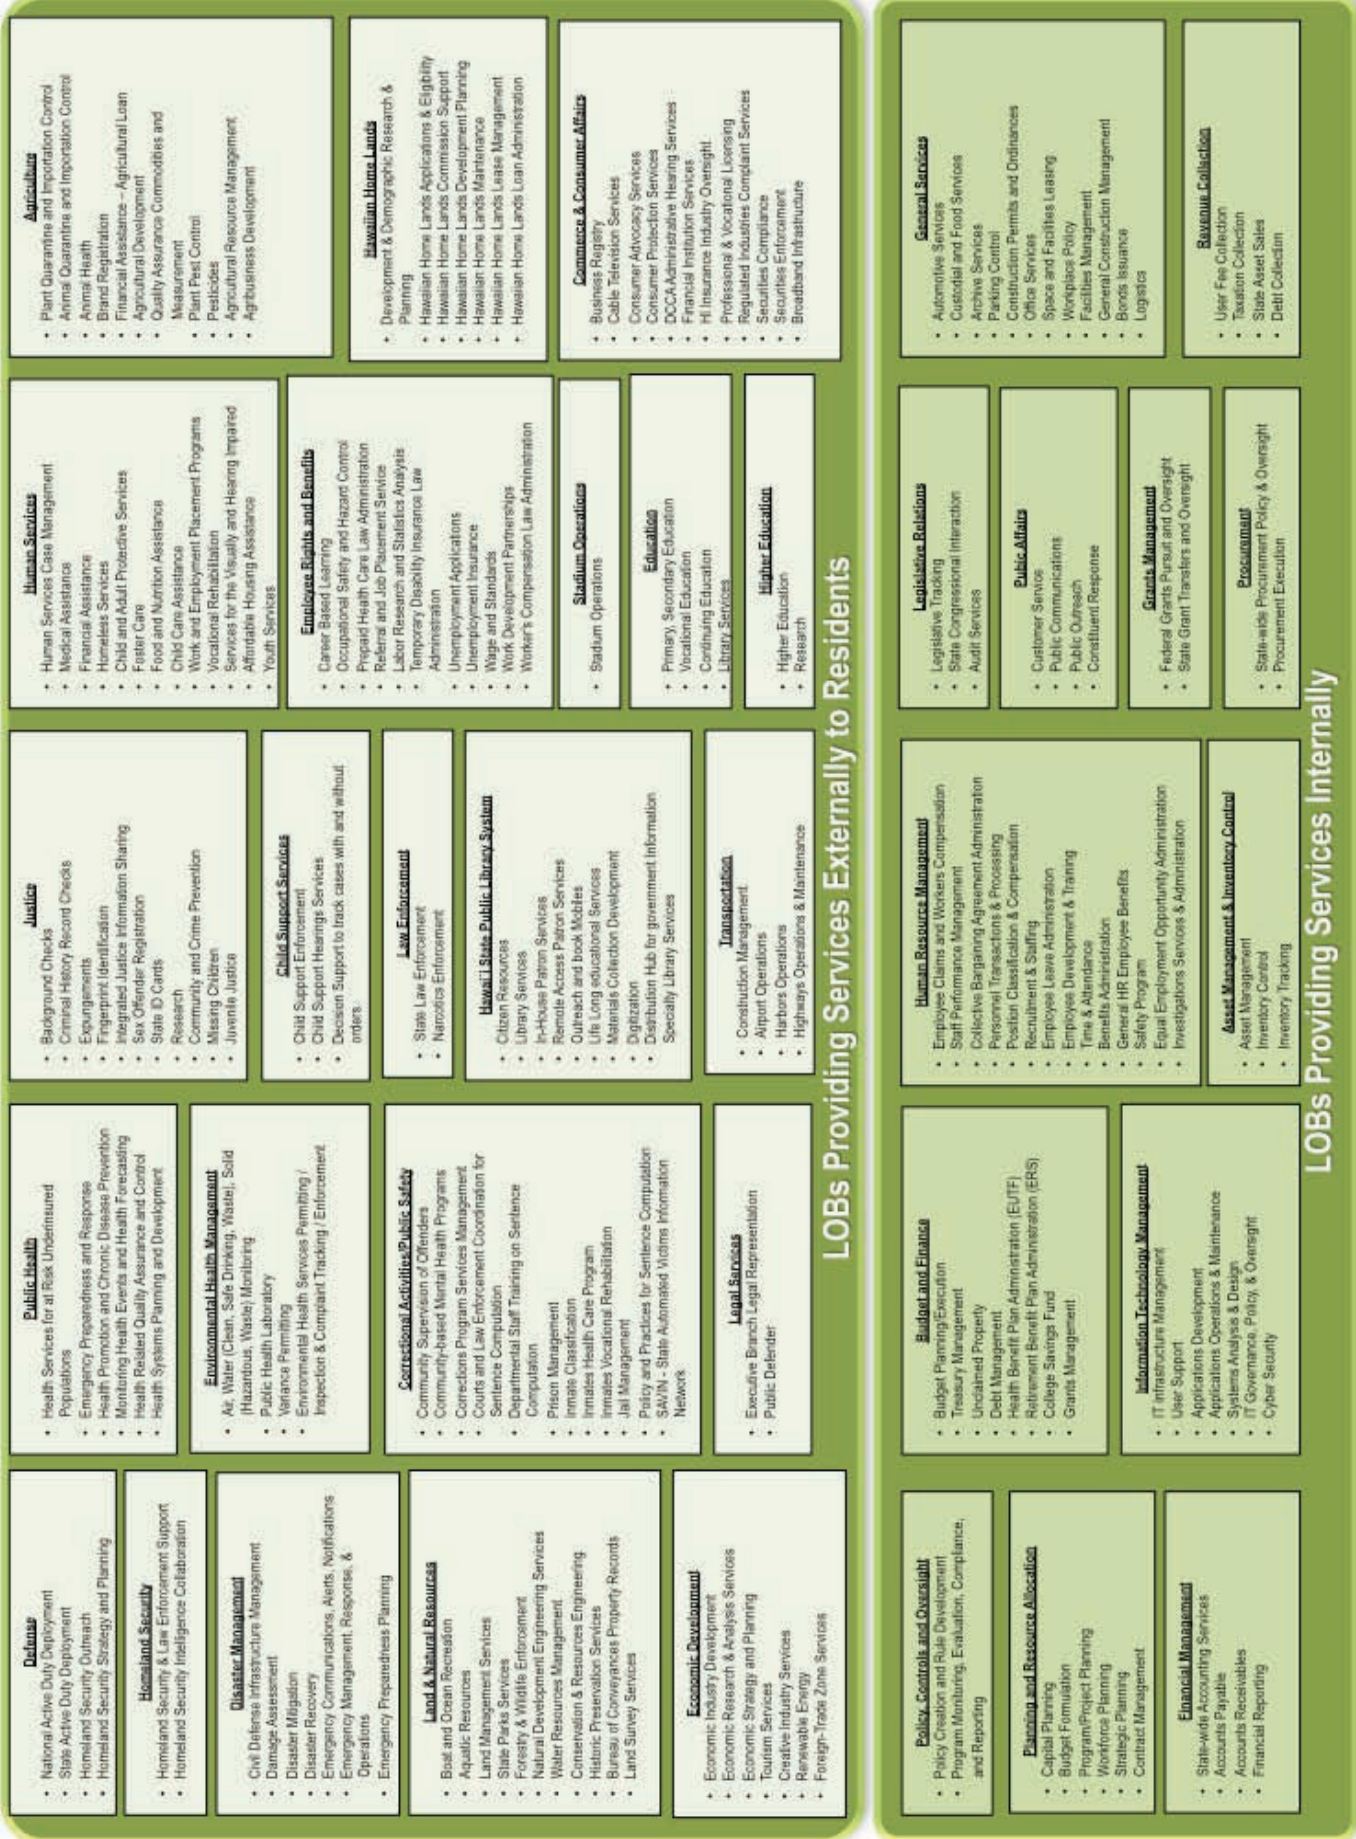 Defense
• National Active Duty Deployment
• State Active Duty Deployment
• Homeland Security Outreach
• Homeland Security Strategy and Planning
Homeland Security
• Homeland Security & Law Enforcement Support
• Homeland Security Intelligence Collaboration
Disaster Management
• Civil Defense Infrastructure Management
• Damage Assessment
• Disaster Mitigation
• Disaster Recovery
• Emergency Communications, Alerts, Notifications
• Emergency Management, Response, &
Operations
• Emergency Preparedness Planning
Land & Natural Resources
• Boat and Ocean Recreation
• Aquatic Resources
• Land Management Services
• State Parks Services
• Forestry & Wildlife Enforcement
• Natural Development Engineering Services
• Water Resources Management
• Conservation & Resources Engineering
• Historic Preservation Services
• Bureau of Conveyances Property Records
• Land Survey Services
Economic Development
• Economic Industry Development
• Economic Research & Analysis Services
• Economic Strategy and Planning
• Tourism Services
• Creative Industry Services
• Renewable Energy
• Foreign-Trade Zone Services
Public Health
• Health Services for at Risk Underinsured
Populations
• Emergency Preparedness and Response
• Health Promotion and Chronic Disease Prevention
• Monitoring Health Events and Health Forecasting
• Health Related Quality Assurance and Control
• Health Systems Planning and Development
Environmental Health Management
• Air, Water (Clean, Safe Drinking, Waste), Solid
(Hazardous, Waste) Monitoring
• Public Health Laboratory
• Variance Permitting
• Environmental Health Services Permitting /
Inspection & Complaint Tracking / Enforcement
Correctional Activities/Public Safety
• Community Supervision of Offenders
• Community-based Mental Health Programs
• Corrections Program Services Management
• Courts and Law Enforcement Coordination for
Sentence Computation
• Departmental Staff Training on Sentence
Computation
• Prison Management
• Inmate Classification
• Inmates Health Care Program
• Inmates Vocational Rehabilitation
• Jail Management
• Policy and Practices for Sentence Computation
• SAVIN - State Automated Victims Information
Network
Legal Services
• Executive Branch Legal Representation
• Public Defender
Justice
• Background Checks
• Criminal History Record Checks
• Expungements
• Fingerprint Identification
• Integrated Justice Information Sharing
• Sex Offender Registration
• State ID Cards
• Research
• Community and Crime Prevention
• Missing Children
• Juvenile Justice
Child Support Services
• Child Support Enforcement
• Child Support Hearings Services
• Decision Support to track cases with and without
orders.
Law Enforcement
• State Law Enforcement
• Narcotics Enforcement
Hawai'i State Public Library System
• Citizen Resources
• Library Services
• In-House Patron Services
• Remote Access Patron Services
• Outreach and book Mobiles
• Life Long educational Services
• Materials Collection Development
• Digitization
• Distribution Hub for government Information
Specialty Library Services
Transportation
• Construction Management
• Airport Operations
• Harbors Operations
• Highways Operations & Maintenance
Human Services
• Human Services Case Management
• Medical Assistance
• Financial Assistance
• Homeless Services
• Child and Adult Protective Services
• Foster Care
• Food and Nutrition Assistance
• Child Care Assistance
• Work and Employment Placement Programs
• Vocational Rehabilitation
• Services for the Visually and Hearing Impaired
• Affordable Housing Assistance
• Youth Services
Employee Rights and Benefits
• Career Based Learning
• Occupational Safety and Hazard Control
• Prepaid Health Care Law Administration
• Referral and Job Placement Service
• Labor Research and Statistics Analysis
• Temporary Disability Insurance Law
Administration
• Unemployment Applications
• Unemployment Insurance
• Wage and Standards
• Work Development Partnerships
• Worker's Compensation Law Administration
Stadium Operations
• Stadium Operations
Education
• Primary, Secondary Education
• Vocational Education
• Continuing Education
• Library Services
Higher Education
• Higher Education
• Research
Agriculture
• Plant Quarantine and Importation Control
• Animal Quarantine and Importation Control
• Animal Health
• Brand Registration
• Financial Assistance – Agricultural Loan
• Agricultural Development
• Quality Assurance Commodities and
Measurement
• Plant Pest Control
• Pesticides
• Agricultural Resource Management
• Agribusiness Development
Hawaiian Home Lands
• Development & Demographic Research &
Planning
• Hawaiian Home Lands Applications & Eligibility
• Hawaiian Home Lands Commission Support
• Hawaiian Home Lands Development Planning
• Hawaiian Home Lands Maintenance
• Hawaiian Home Lands Lease Management
• Hawaiian Home Lands Loan Administration
Commerce & Consumer Affairs
• Business Registry
• Cable Television Services
• Consumer Advocacy Services
• Consumer Protection Services
• DCCA Administrative Hearing Services
• Financial Institution Services
• HI Insurance Industry Oversight
• Professional & Vocational Licensing
• Regulated Industries Complaint Services
• Securities Compliance
• Securities Enforcement
• Broadband Infrastructure
LOBs Providing Services Externally to Residents
Policy, Controls and Oversight
• Policy Creation and Rule Development
• Program Monitoring, Evaluation, Compliance,
and Reporting
Planning and Resource Allocation
• Capital Planning
• Budget Formulation
• Program/Project Planning
• Workforce Planning
• Strategic Planning
• Contract Management
Financial Management
• State-wide Accounting Services
• Accounts Payable
• Accounts Receivables
• Financial Reporting
Budget and Finance
• Budget Planning/Execution
• Treasury Management
• Unclaimed Property
• Debt Management
• Health Benefit Plan Administration (EUTF)
• Retirement Benefit Plan Administration (ERS)
• College Savings Fund
• Grants Management
Information Technology Management
• IT Infrastructure Management
• User Support
• Applications Development
• Applications Operations & Maintenance
• Systems Analysis & Design
• IT Governance, Policy, & Oversight
• Cyber Security
Human Resource Management
• Employee Claims and Workers Compensation
• Staff Performance Management
• Collective Bargaining Agreement Administration
• Personnel Transactions & Processing
• Position Classification & Compensation
• Recruitment & Staffing
• Employee Leave Administration
• Employee Development & Training
• Time & Attendance
• Benefits Administration
• General HR Employee Benefits
• Safety Program
• Equal Employment Opportunity Administration
• Investigations Services & Administration
Asset Management & Inventory Control
• Asset Management
• Inventory Control
• Inventory Tracking
Legislative Relations
• Legislative Tracking
• State Congressional Interaction
• Audit Services
Public Affairs
• Customer Service
• Public Communications
• Public Outreach
• Constituent Response
Grants Management
• Federal Grants Pursuit and Oversight
• State Grant Transfers and Oversight
Procurement
• State-wide Procurement Policy & Oversight
• Procurement Execution
General Services
• Automotive Services
• Custodial and Food Services
• Archive Services
• Parking Control
• Construction Permits and Ordinances
• Office Services
• Space and Facilities Leasing
• Workplace Policy
• Facilities Management
• General Construction Management
• Bonds Issuance
• Logistics
Revenue Collection
• User Fee Collection
• Taxation Collection
• State Asset Sales
• Debt Collection
LOBs Providing Services Internally